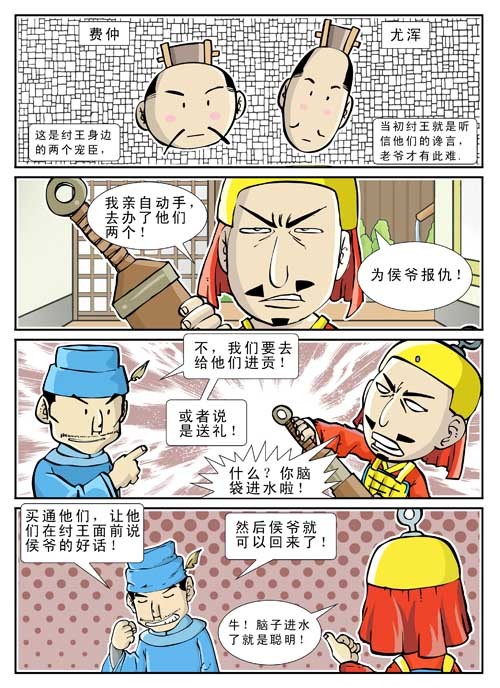 费仲
尤浑
这是纣王身边
的两个宠臣，
当初纣王就是听
信他们的谗言，
老爷才有此难.
我亲自动手，
去办了他们
两个！
为侯爷报仇！
不，我们要去
给他们进贡！
或者说
是送礼！
什么？你脑
袋进水啦！
买通他们，让他
们在纣王面前说
侯爷的好话！
然后侯爷就
可以回来了！
牛！脑子进水
了就是聪明！